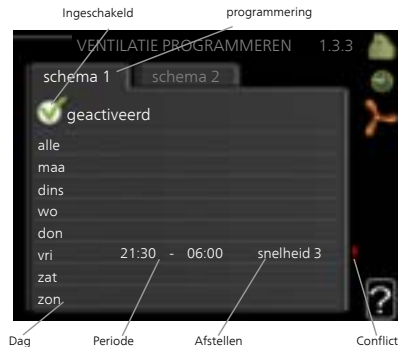 Ingeschakeld programmering
VENTILATIE PROGRAMMEREN 1.3.3
schema 1 schema 2
geactiveerd
alle
maa
dins
wo
don
vri 21:30 - 06:00 snelheid 3 !
zat
zon
?
Dag Periode Afstellen Conflict